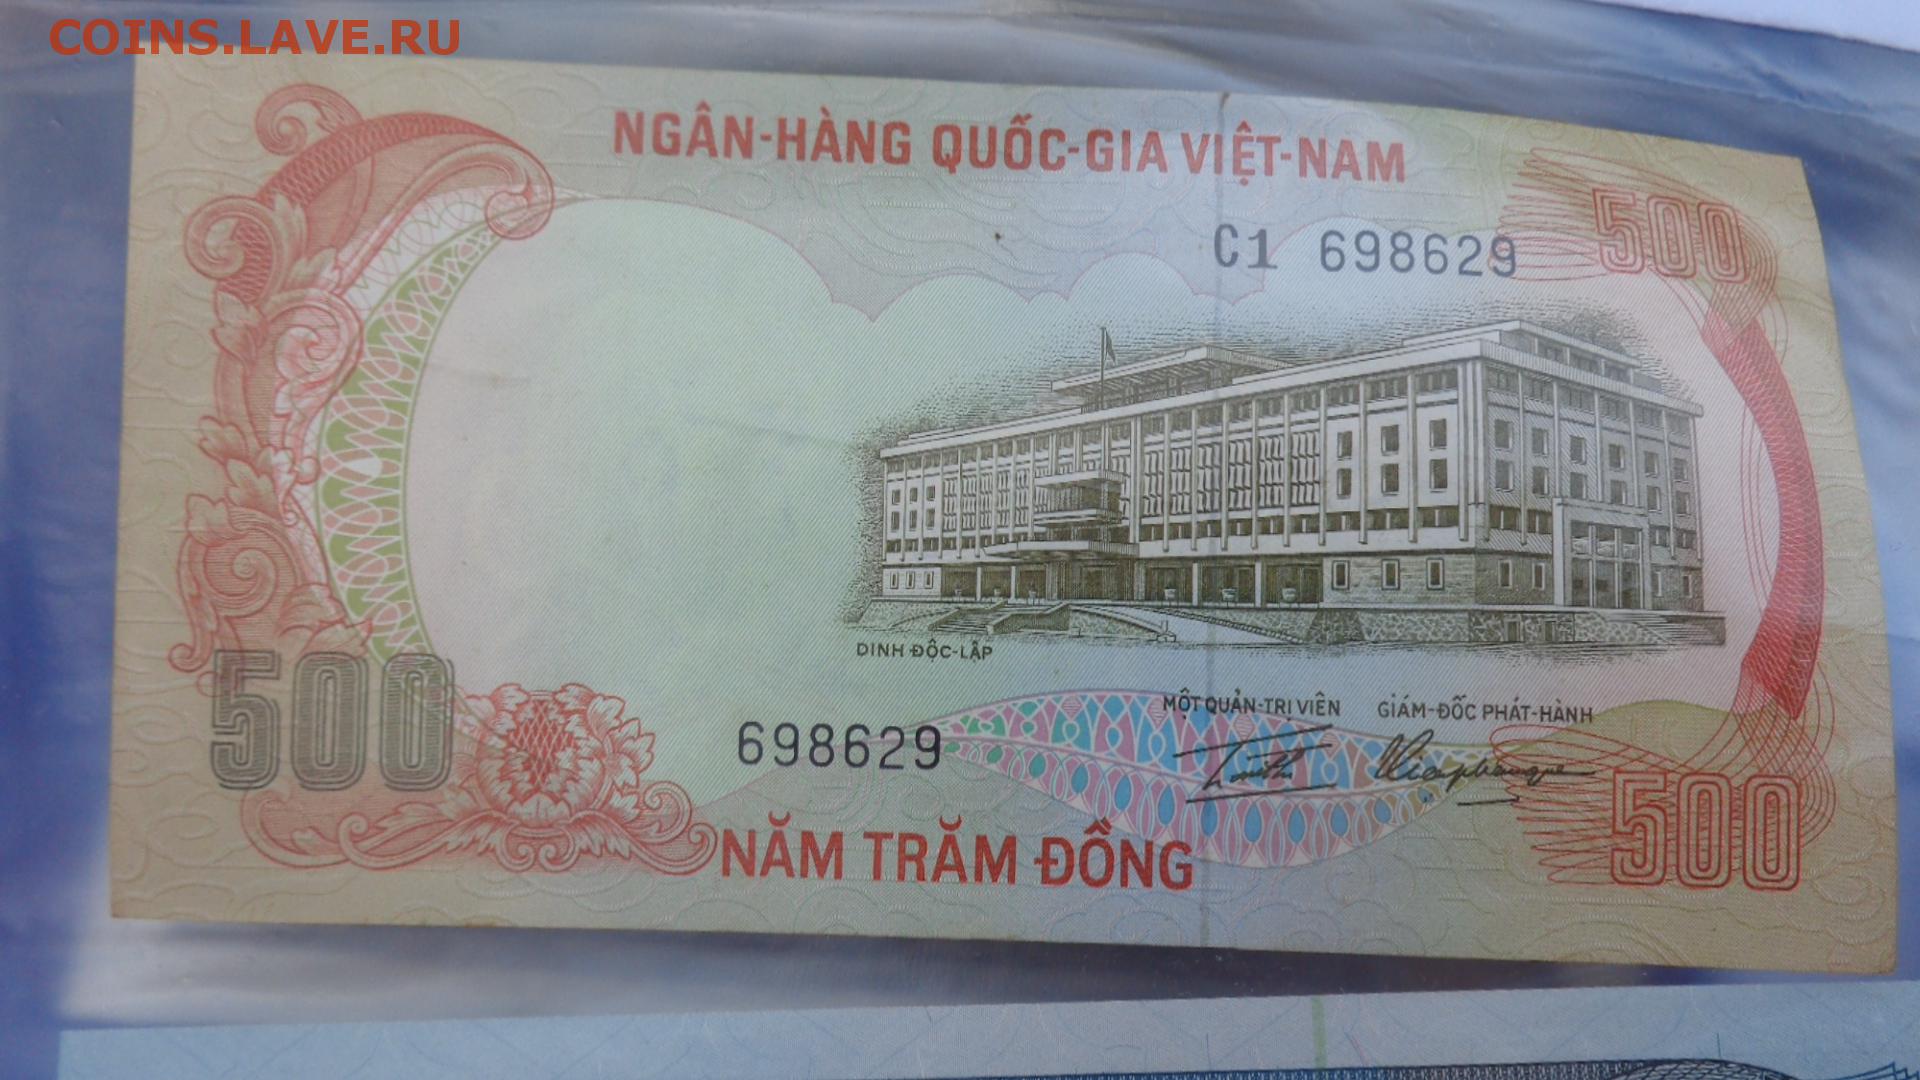 COINS.LAVE.RU
NGÂN-HÀNG QUỐC-GIA VIỆT-NAM
500
C1 698629
DINH ĐỘC-LẬP
MỘT QUẢN-TRỊ VIÊN GIÁM-ĐỐC PHÁT-HÀNH
500
698629
500
NĂM TRĂM ĐỒNG